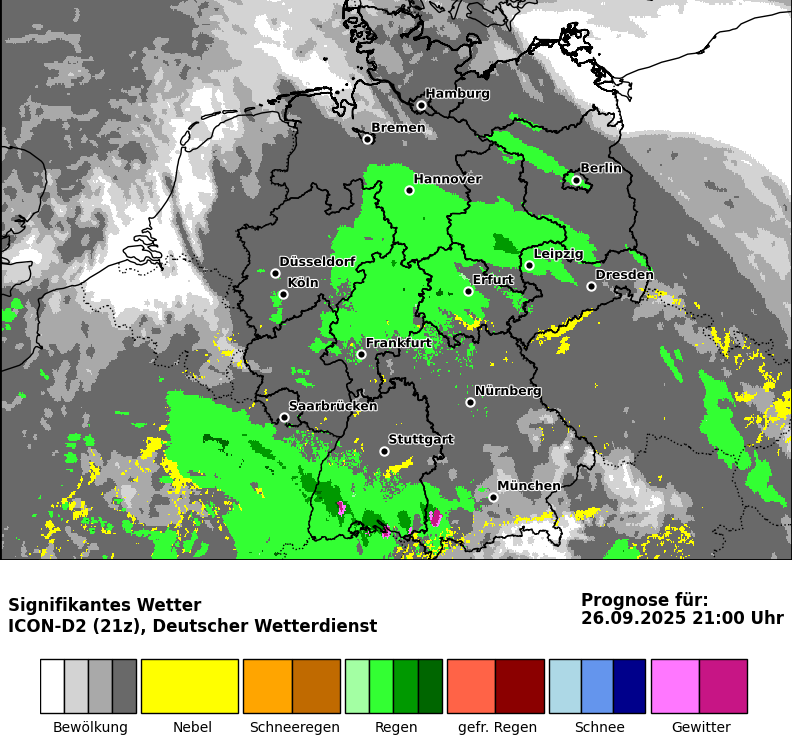 Hamburg
Bremen
Berlin
Hannover
Düsseldorf
Leipzig
Köln
Erfurt
Dresden
Frankfurt
Nürnberg
Saarbrücken
Stuttgart
München
Signifikantes Wetter
ICON-D2 (21z), Deutscher Wetterdienst
Prognose für:
26.09.2025 21:00 Uhr
Bewölkung
Nebel
Schneeregen
Regen
gefr. Regen
Schnee
Gewitter